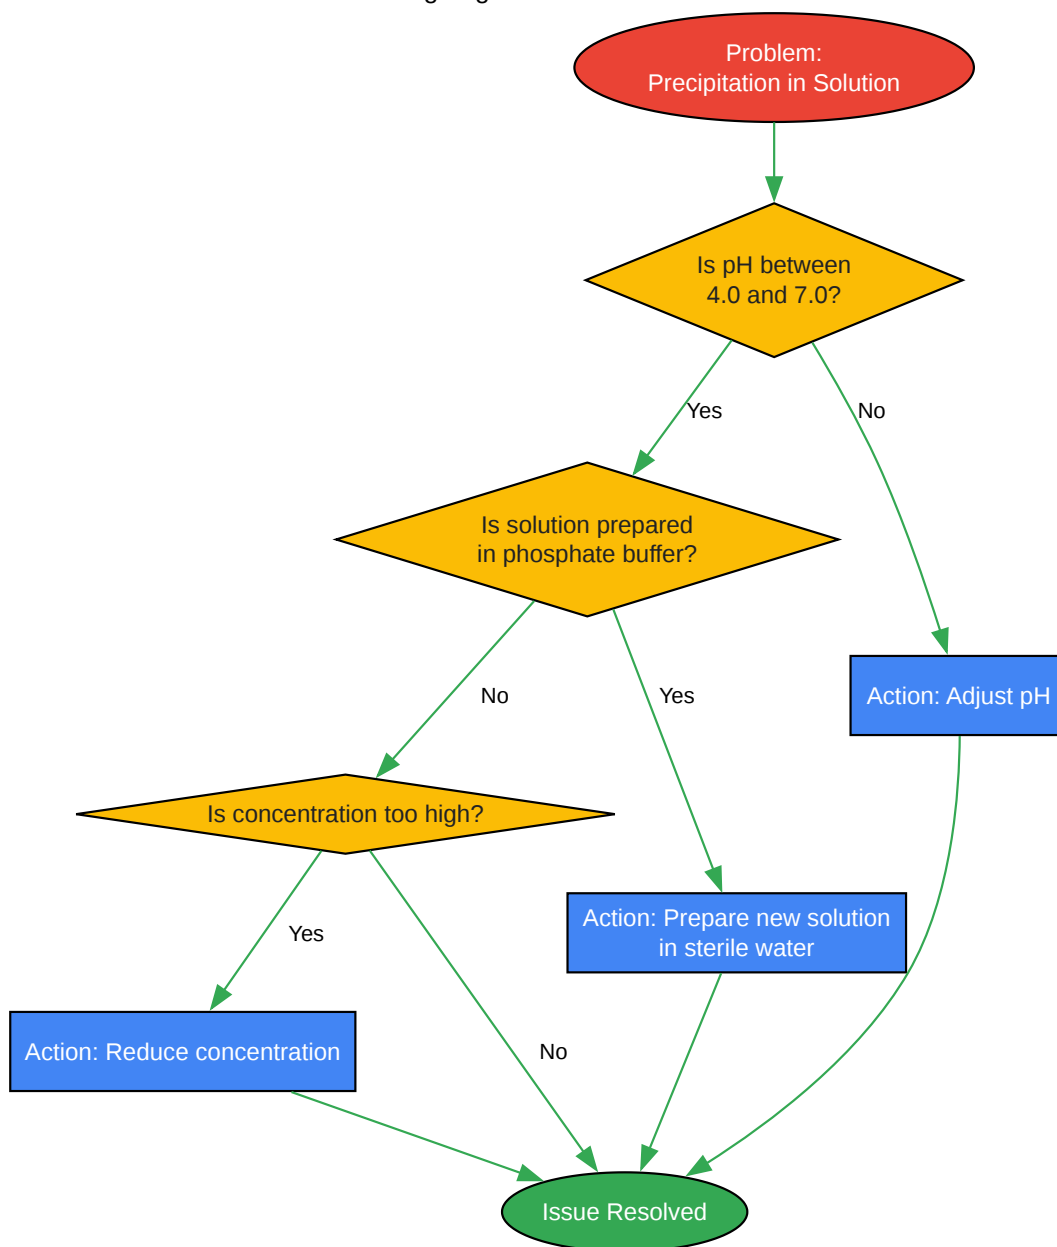 Problem:
Precipitation in Solution
Is pH between
4.0 and 7.0?
Yes
No
Is solution prepared
in phosphate buffer?
No
Yes
Action: Adjust pH
Is concentration too high?
Action: Prepare new solution
in sterile water
Yes
Action: Reduce concentration
No
Issue Resolved